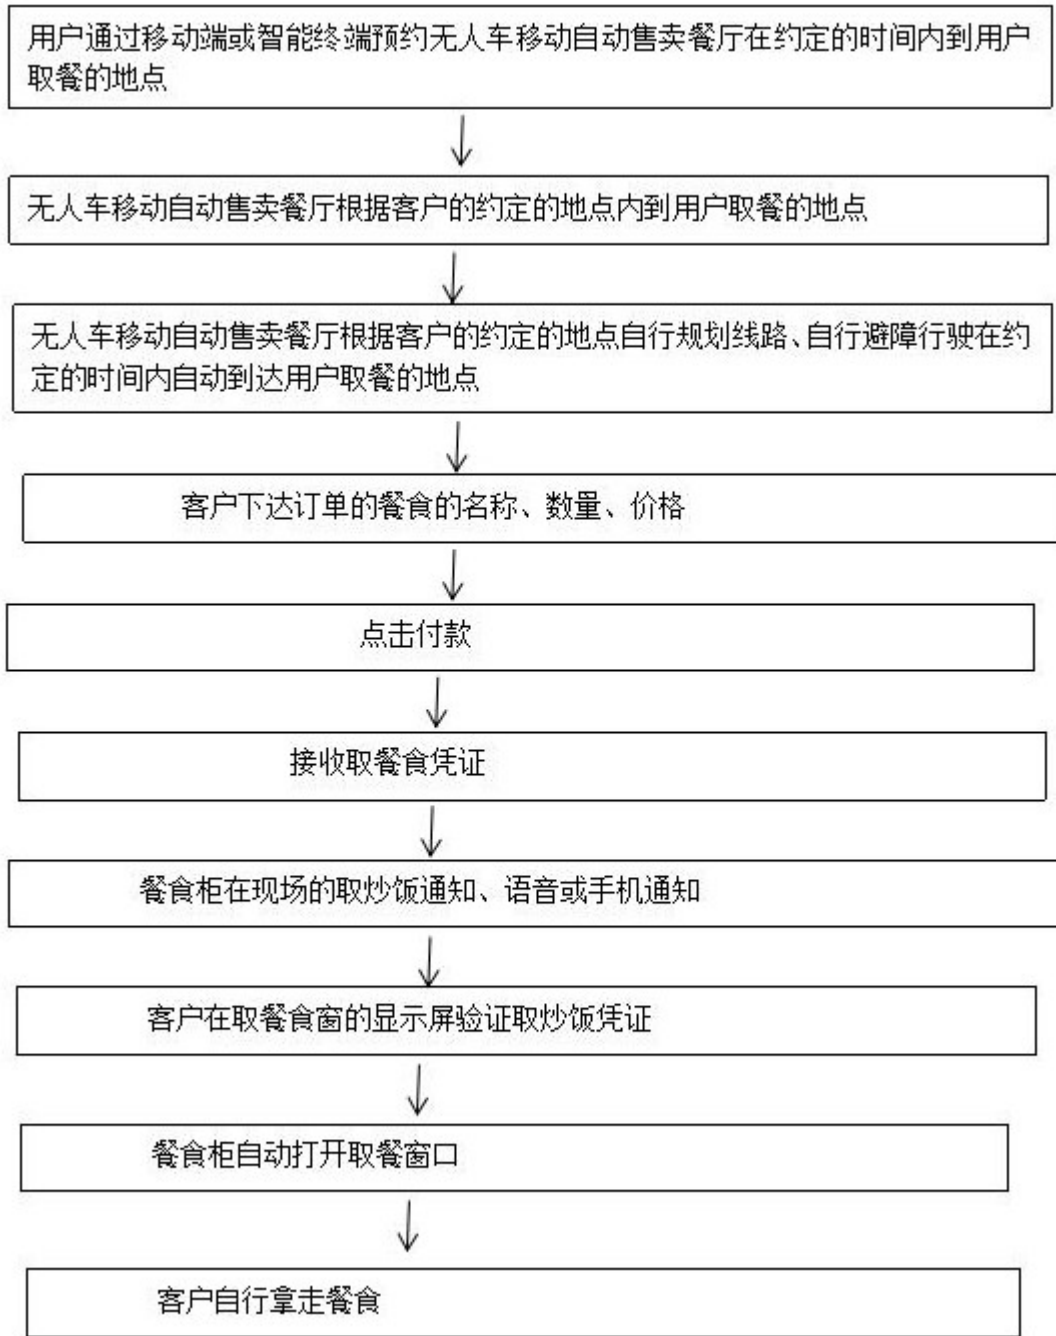 用户通过移动端或智能终端预约无人车移动自动售卖餐厅在约定的时间内到用户
取餐的地点
无人车移动自动售卖餐厅根据客户的约定的地点内到用户取餐的地点
无人车移动自动售卖餐厅根据客户的约定的地点自行规划线路、自行避障行驶在约
定的时间内自动到达用户取餐的地点
客户下达订单的餐食的名称、数量、价格
点击付款
接收取餐食凭证
餐食柜在现场的取炒饭通知、语音或手机通知
客户在取餐食窗的显示屏验证取炒饭凭证
餐食柜自动打开取餐窗口
客户自行拿走餐食